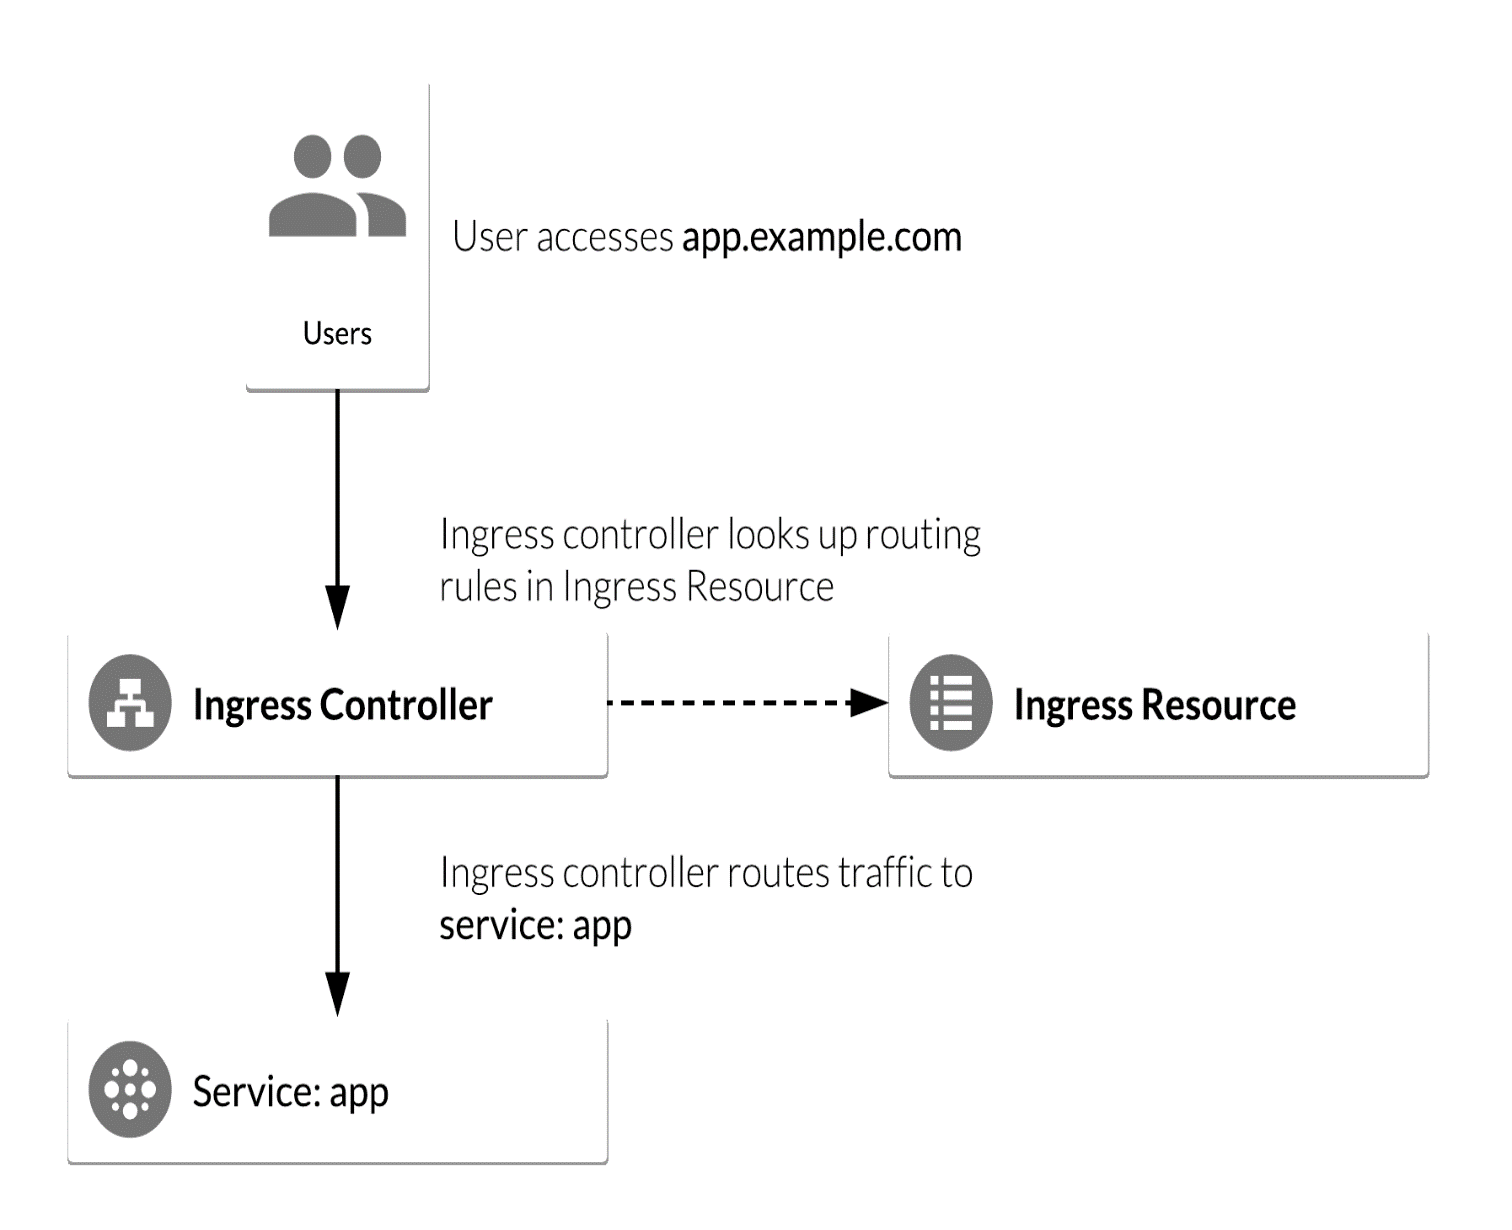 User accesses app.example.com
Users
Ingress controller looks up routing
rules in Ingress Resource
Ingress Controller
Ingress Resource
Ingress controller routes traffic to
service: app
Service: app